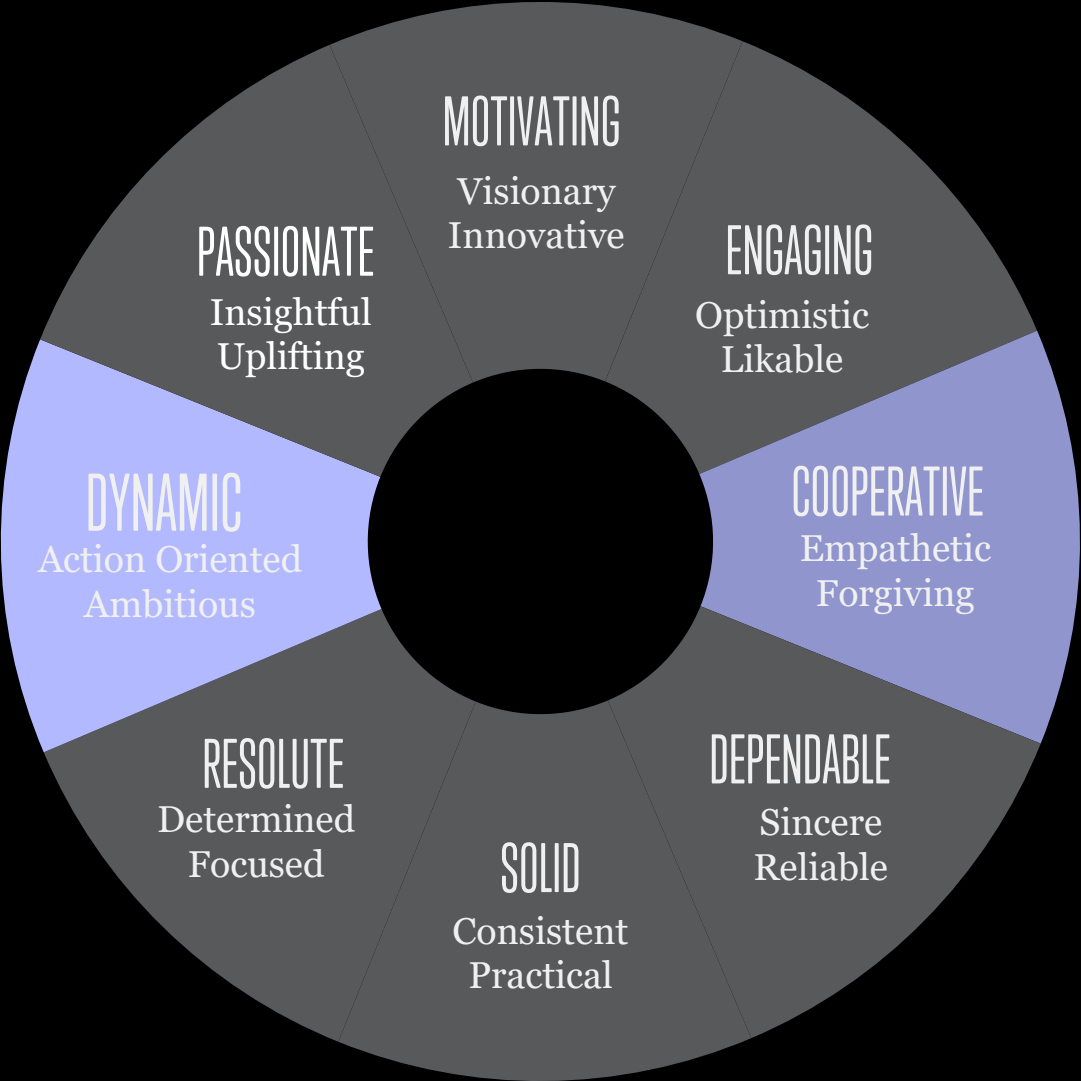 MOTIVATING
Visionary
Innovative
ENGAGING
Optimistic
Likable
COOPERATIVE
Empathetic
Forgiving
DEPENDABLE
Sincere
Reliable
SOLID
Consistent
Practical
RESOLUTE
Determined
Focused
DYNAMIC
Action Oriented
Ambitious
PASSIONATE
Insightful
Uplifting